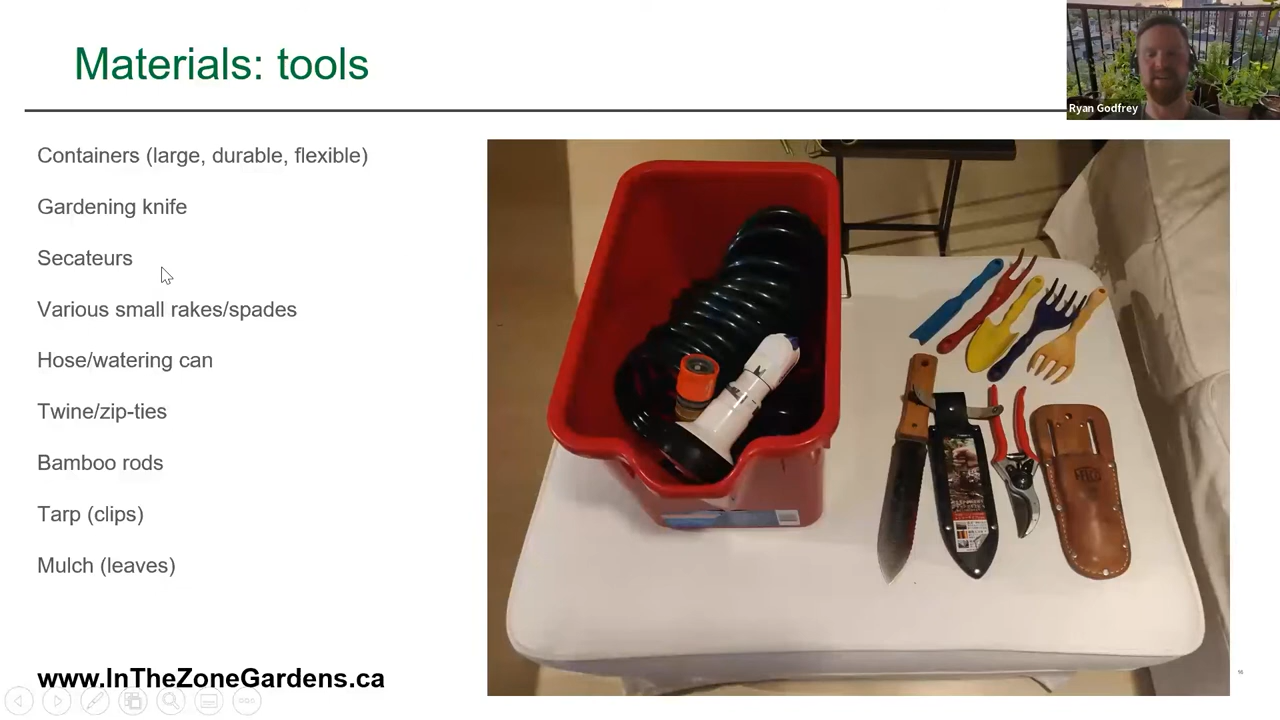 Materials: tools
Ryan Godfrey
Containers (large, durable, flexible)
Gardening knife
Secateurs
Various small rakes/spades
Hose/watering can
Twine/zip-ties
Bamboo rods
Tarp (clips)
Mulch (leaves)
www.InTheZoneGardens.ca